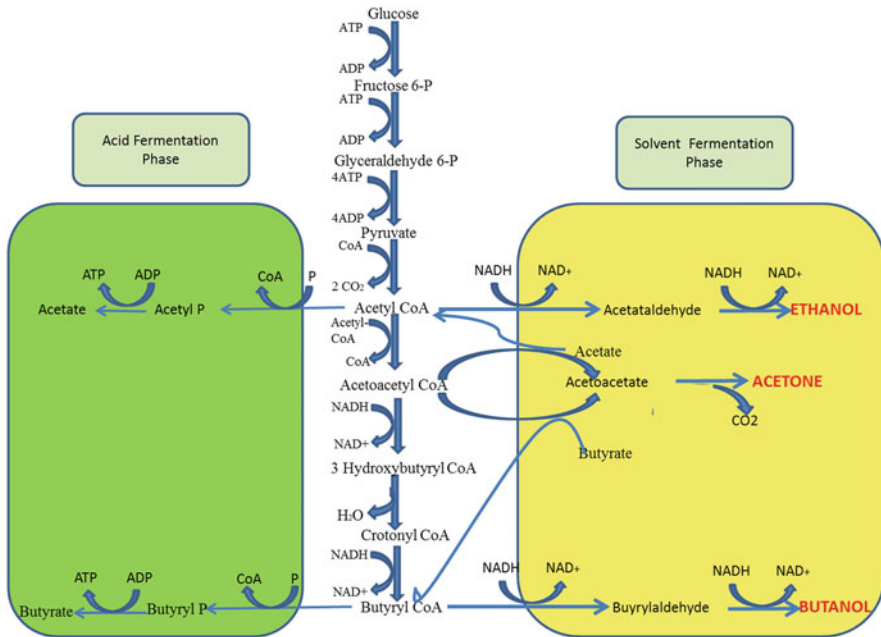 Glucose
ATP
ADP
Fructose 6-P
ATP
ADP
Glyceraldehyde 6-P
4ATP
4ADP
Pyruvate
CoA
2 CO₂
Acetyl CoA
Acetyl-
CoA
CoA
Acetoacetyl CoA
NADH
NAD+
3 Hydroxybutyryl CoA
H₂O
Crotonyl CoA
NADH
NAD+
Butyryl CoA
Acid Fermentation
Phase
ATP
ADP
CoA
P
Acetate
Acetyl P
ATP
ADP
CoA
P
Butyrate
Butyryl P
Solvent Fermentation
Phase
NADH
NAD+
NADH
NAD+
Acetataldehyde
ETHANOL
Acetate
Acetoacetate
ACETONE
CO2
Butyrate
NADH
NAD+
NADH
NAD+
Buyrylaldehyde
BUTANOL